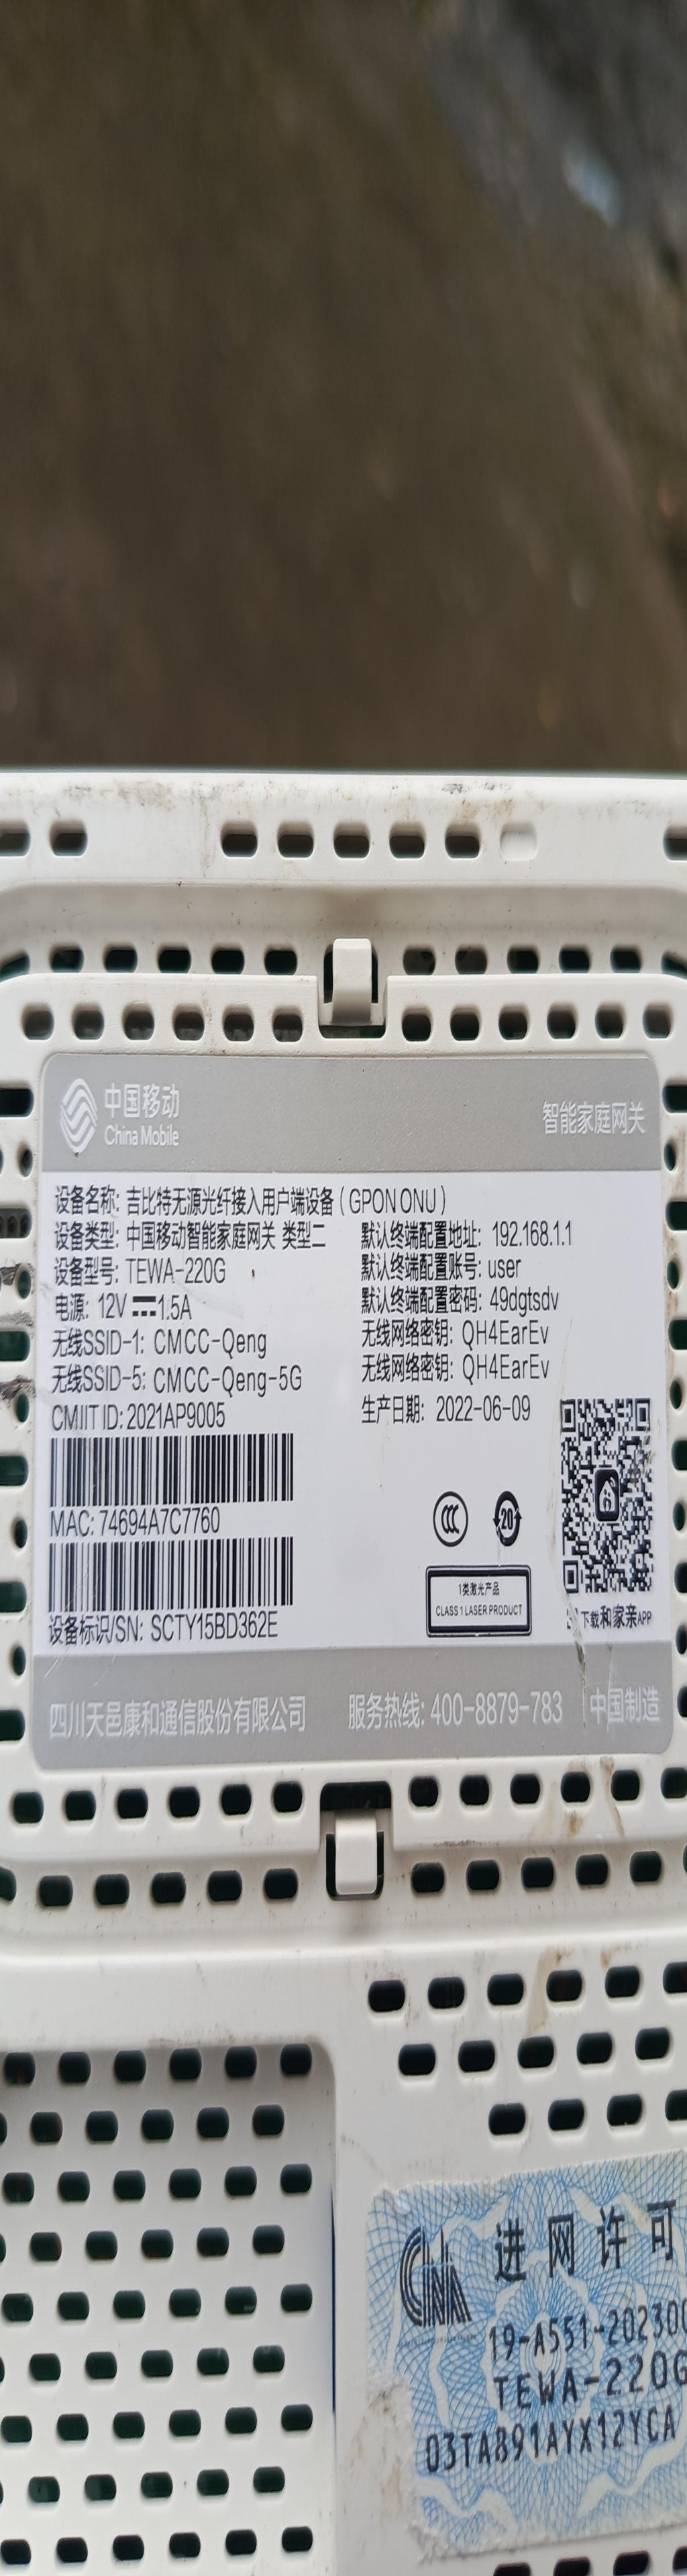 中国移动
China Mobile
智能家庭网关
设备名称: 吉比特无源光纤接入用户端设备 ( GPON ONU )
设备类型: 中国移动智能家庭网关 类型二
默认终端配置地址: 192.168.1.1
设备型号: TEWA-220G
默认终端配置账号: user
电源: 12V 1.5A
默认终端配置密码: 49dgtsdv
无线SSID-1: CMCC-Qeng
无线网络密钥: QH4EarEv
无线SSID-5: CMCC-Qeng-5G
无线网络密钥: QH4EarEv
CMIIT ID: 2021AP9005
生产日期: 2022-06-09
MAC: 74694A7C7760
CCC
20
1类激光产品
CLASS 1 LASER PRODUCT
设备标识/SN: SCTY15BD362E
下载和家亲APP
四川天邑康和通信股份有限公司
服务热线: 400-8879-783
中国制造
进网许可
19-A551-202300
TEWA-220G
03TA891AYX12YCA